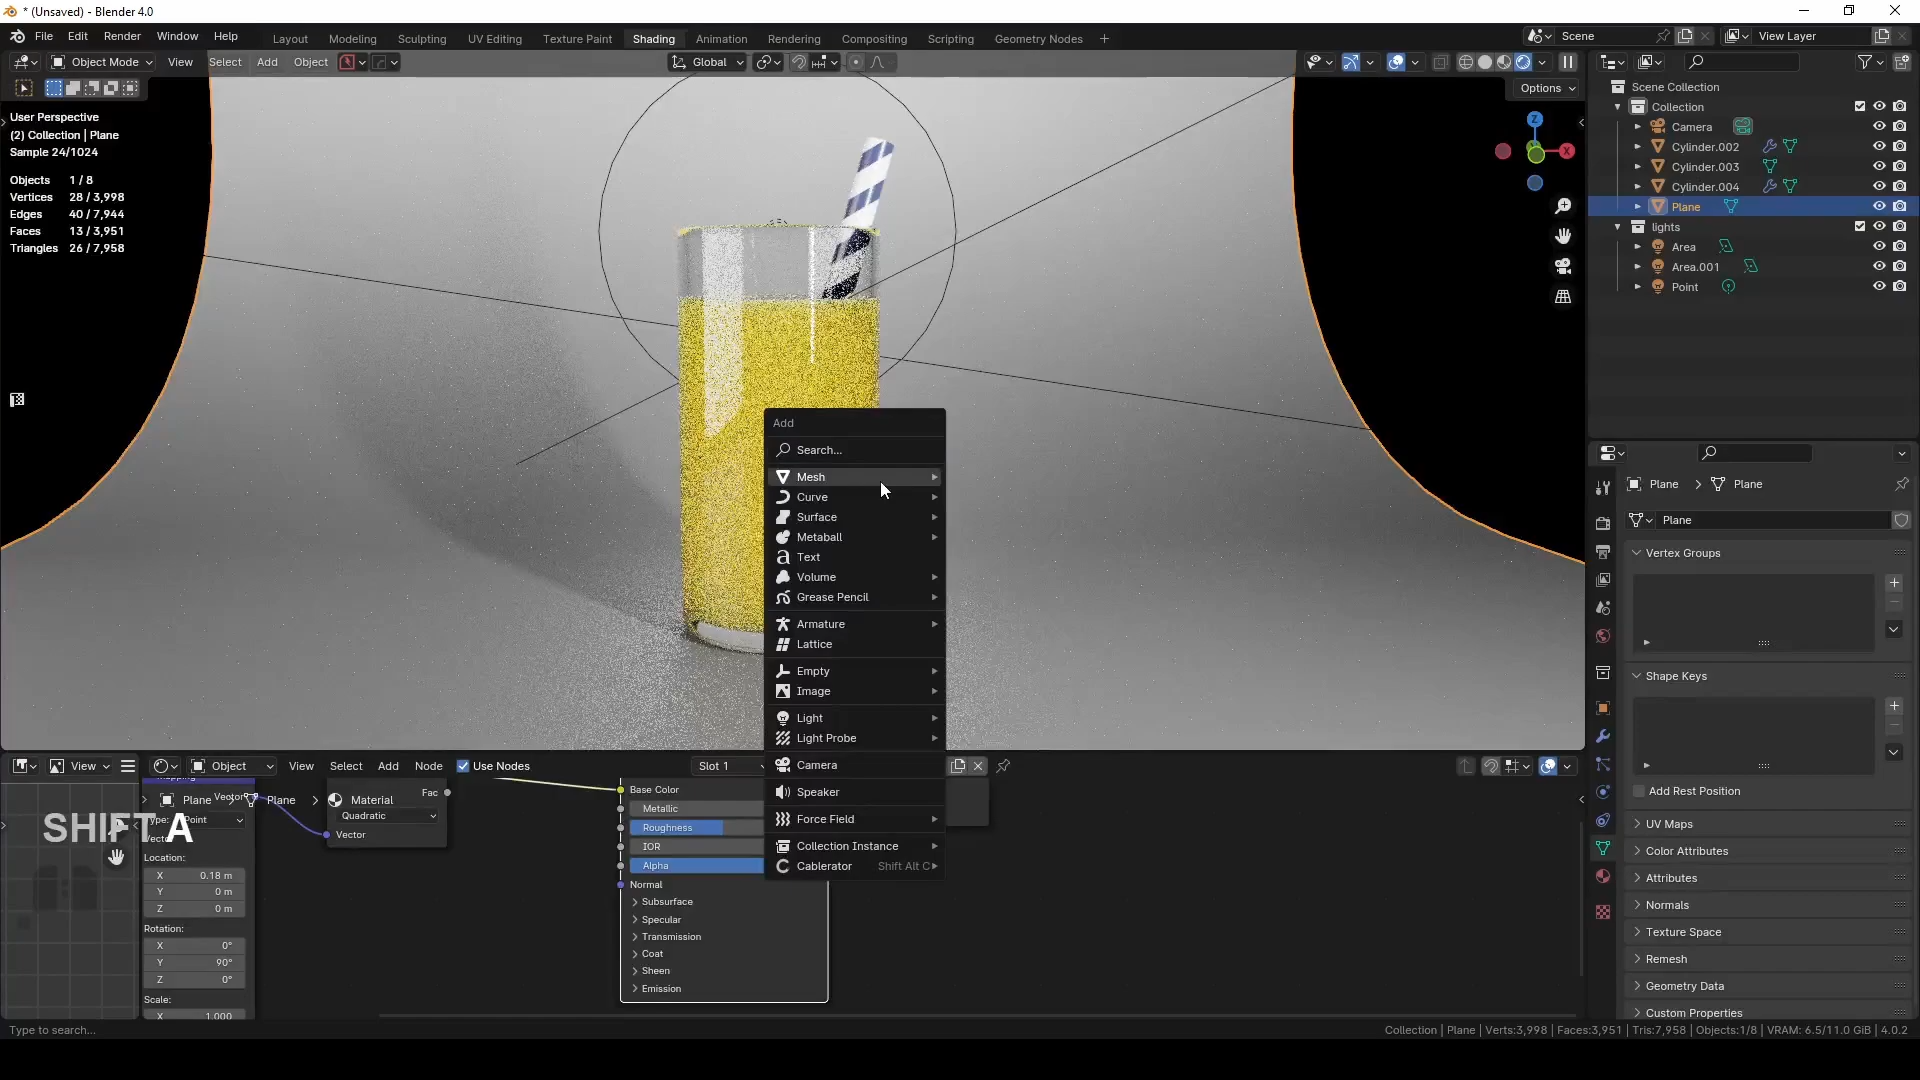 * (Unsaved) - Blender 4.0
File Edit Render Window Help
Layout Modeling Sculpting UV Editing Texture Paint Shading Animation Rendering Compositing Scripting Geometry Nodes +
Scene
View Layer
Object Mode View Select Add Object
Global
Options
User Perspective
(2) Collection | Plane
Sample 24/1024
Objects 1 / 8
Vertices 28 / 3,998
Edges 40 / 7,944
Faces 13 / 3,951
Triangles 26 / 7,958
Z
X
Add
Search...
Mesh
Curve
Surface
Metaball
Text
Volume
Grease Pencil
Armature
Lattice
Empty
Image
Light
Light Probe
Camera
Speaker
Force Field
Collection Instance
Cablerator Shift Alt C
Scene Collection
Collection
Camera
Cylinder.002
Cylinder.003
Cylinder.004
Plane
lights
Area
Area.001
Point
Plane > Plane
Plane
Vertex Groups
Shape Keys
Add Rest Position
UV Maps
Color Attributes
Attributes
Normals
Texture Space
Remesh
Geometry Data
Custom Properties
View
Object View Select Add Node Use Nodes
Slot 1
Plane > Plane > Material
Vector
Type: Point
Location:
X 0.18 m
Y 0 m
Z 0 m
Rotation:
X 0°
Y 90°
Z 0°
Scale:
X 1.000
Fac
Quadratic
Vector
Base Color
Metallic
Roughness
IOR
Alpha
Normal
Subsurface
Specular
Transmission
Coat
Sheen
Emission
SHIFT A
Type to search...
Collection | Plane | Verts:3,998 | Faces:3,951 | Tris:7,958 | Objects:1/8 | VRAM: 6.5/11.0 GiB | 4.0.2